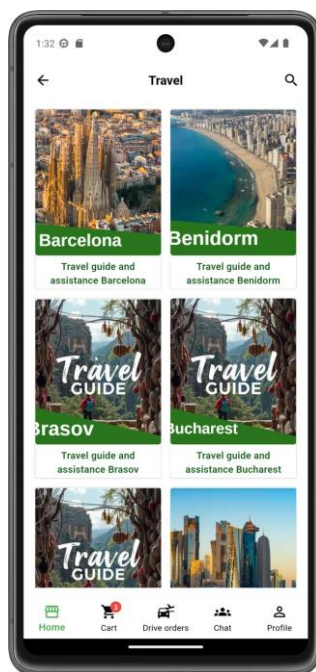 1:32
Travel
Barcelona
Benidorm
Travel guide and
assistance Barcelona
Travel guide and
assistance Benidorm
Travel
GUIDE
Brasov
Travel
GUIDE
Bucharest
Travel guide and
assistance Brasov
Travel guide and
assistance Bucharest
Travel
GUIDE
Home
3
Cart
Drive orders
Chat
Profile